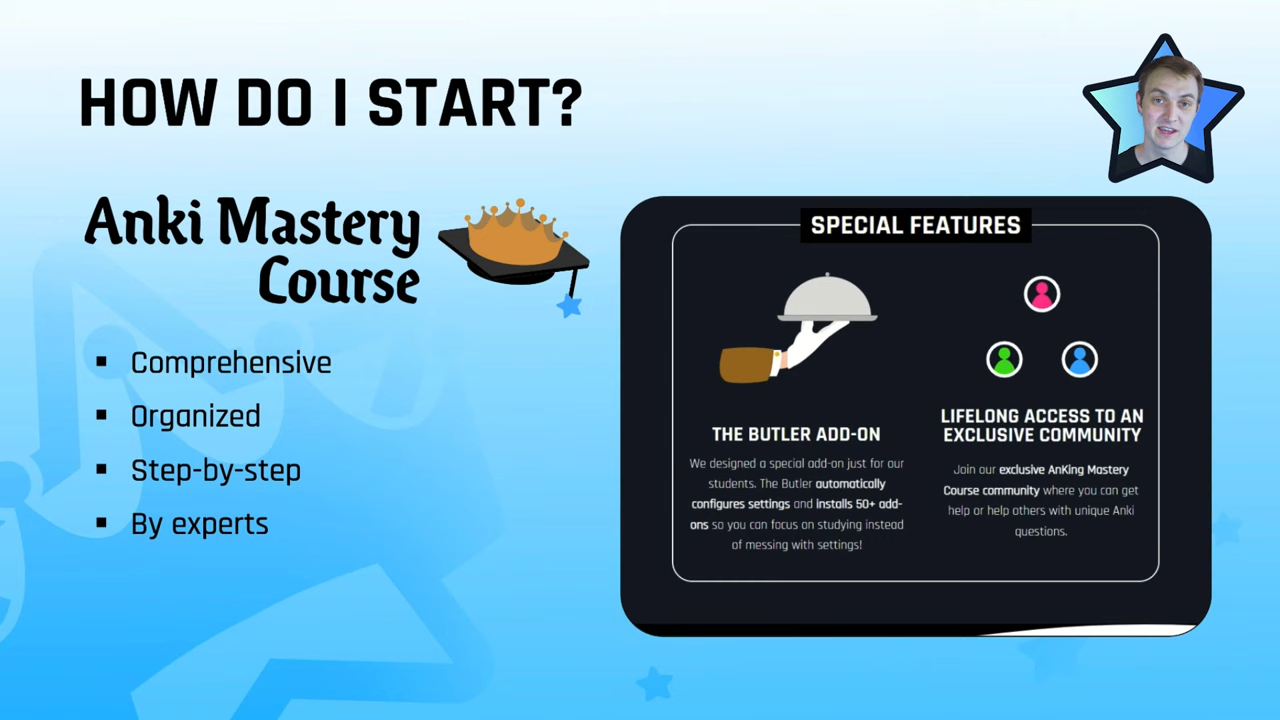 HOW DO I START?
Anki Mastery
Course
▪ Comprehensive
▪ Organized
▪ Step-by-step
▪ By experts
SPECIAL FEATURES
THE BUTLER ADD-ON
We designed a special add-on just for our
students. The Butler automatically
configures settings and installs 50+ add-
ons so you can focus on studying instead
of messing with settings!
LIFELONG ACCESS TO AN
EXCLUSIVE COMMUNITY
Join our exclusive AnKing Mastery
Course community where you can get
help or help others with unique Anki
questions.